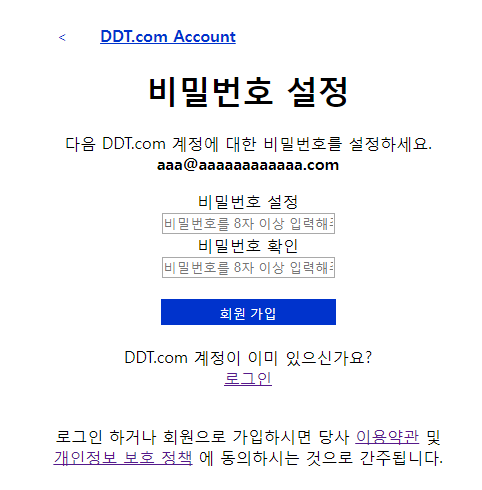 < DDT.com Account
비밀번호 설정
다음 DDT.com 계정에 대한 비밀번호를 설정하세요.
aaa@aaaaaaaaaaaa.com
비밀번호 설정
비밀번호를 8자 이상 입력해
비밀번호 확인
비밀번호를 8자 이상 입력해
회원 가입
DDT.com 계정이 이미 있으신가요?
로그인
로그인 하거나 회원으로 가입하시면 당사 이용약관 및
개인정보 보호 정책 에 동의하시는 것으로 간주됩니다.